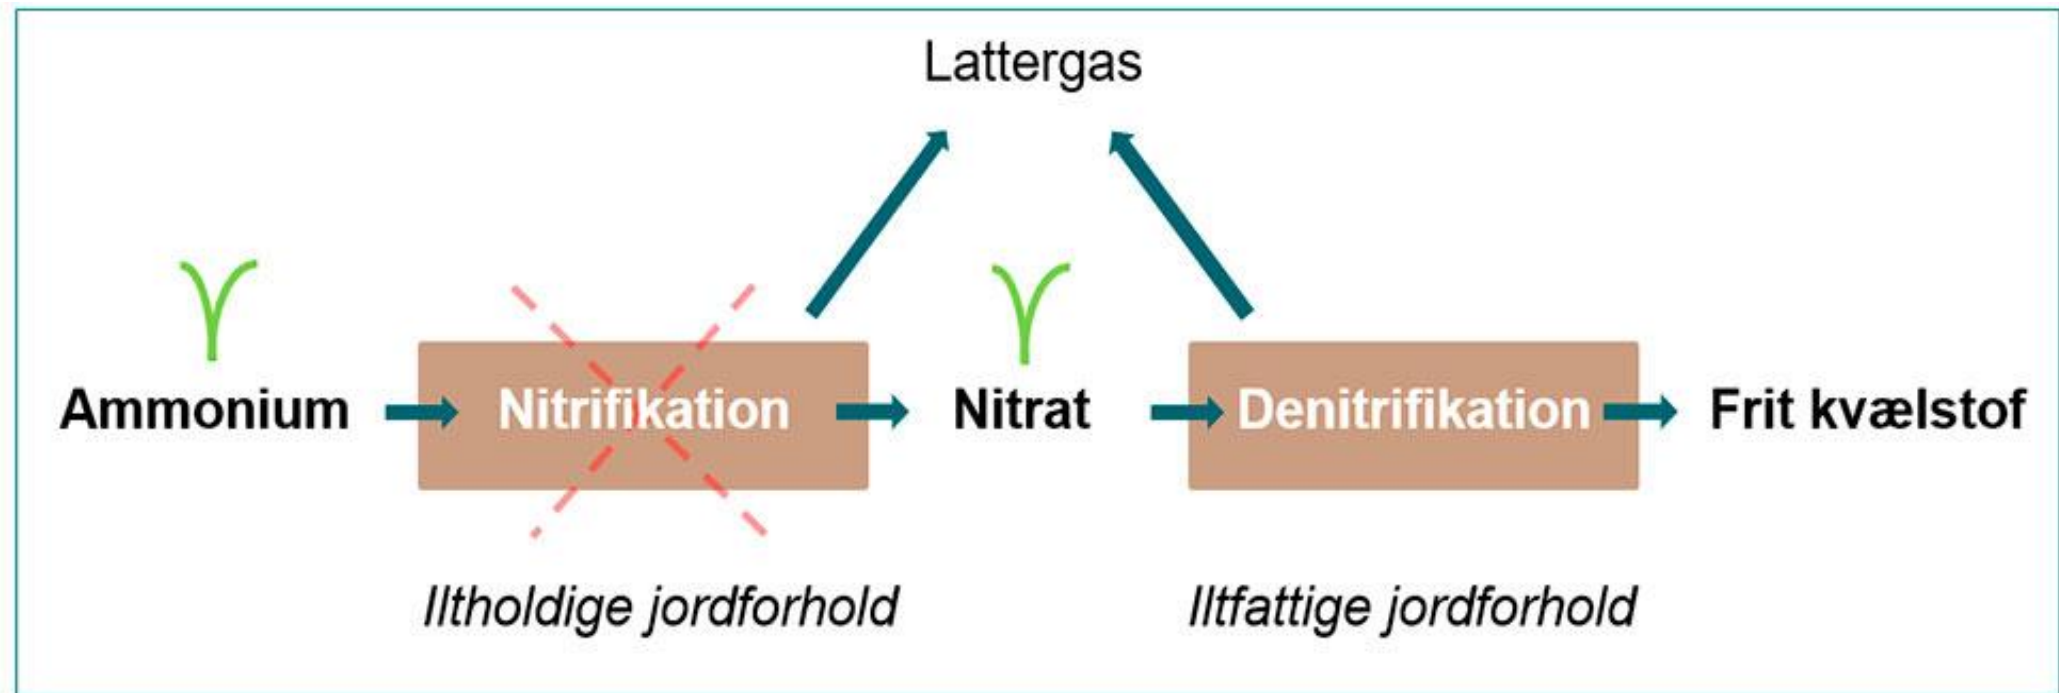 Lattergas
Ammonium
Nitrifikation
Nitrat
Denitrifikation
Frit kvælstof
Iltholdige jordforhold
Iltfattige jordforhold